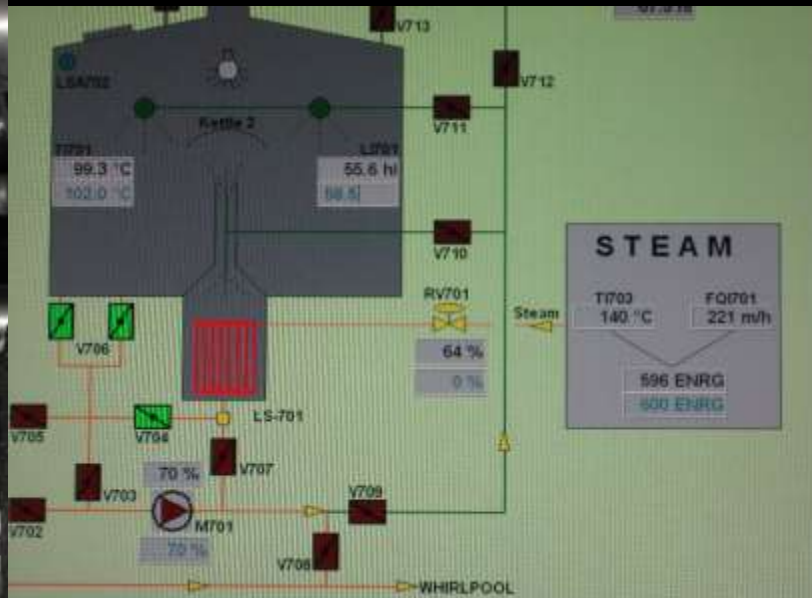 V713
LSA702
V712
Kettle 2
V711
TI701
LI701
99.3 °C
55.6 hl
102.0 °C
V710
STEAM
RV701
Steam
TI703
FQI701
140 °C
221 m/h
V706
64 %
0 %
596 ENRG
600 ENRG
V705
V704
LS-701
70 %
V707
V703
V709
V702
M701
70 %
V708
WHIRLPOOL